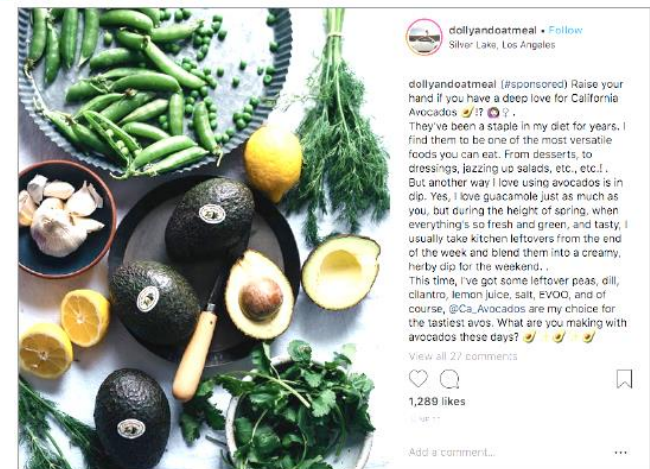 dollyandoatmeal • Follow
Silver Lake, Los Angeles
dollyandoatmeal (#sponsored) Raise your
hand if you have a deep love for California
Avocados 🥑!? 🙋🏻‍♀️ .
They've been a staple in my diet for years. I
find them to be one of the most versatile
foods you can eat. From desserts, to
dressings, jazzing up salads, etc., etc.! .
But another way I love using avocados is in
dip. Yes, I love guacamole just as much as
you, but during the height of spring, when
everything's so fresh and green, and tasty, I
usually take kitchen leftovers from the end
of the week and blend them into a creamy,
herby dip for the weekend. .
This time, I've got some leftover peas, dill,
cilantro, lemon juice, salt, EVOO, and of
course, @Ca_Avocados are my choice for
the tastiest avos. What are you making with
avocados these days? 🥑✨🥑✨🥑
View all 27 comments
1,289 likes
Add a comment...